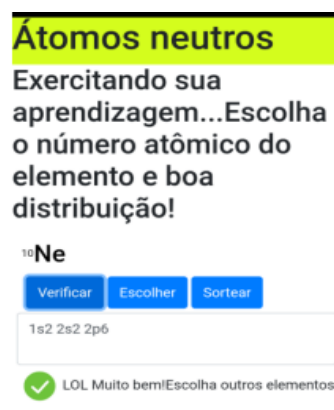 Átomos neutros
Exercitando sua
aprendizagem...Escolha
o número atômico do
elemento e boa
distribuição!
10Ne
Verificar Escolher Sortear
1s2 2s2 2p6
LOL Muito bem!Escolha outros elementos